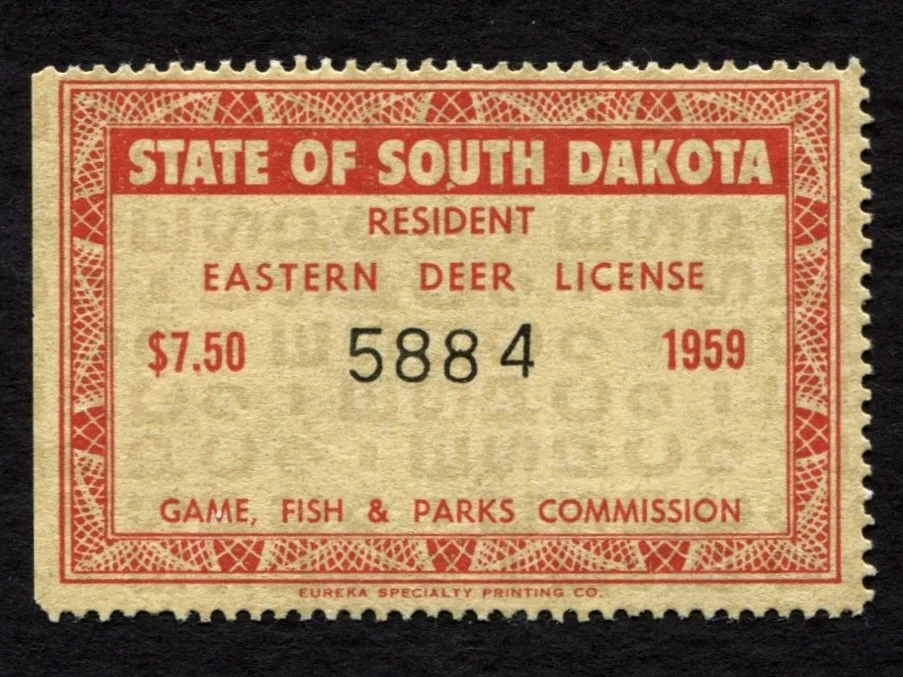 STATE OF SOUTH DAKOTA
RESIDENT
EASTERN DEER LICENSE
$7.50 5884 1959
GAME, FISH & PARKS COMMISSION
EUREKA SPECIALTY PRINTING CO.